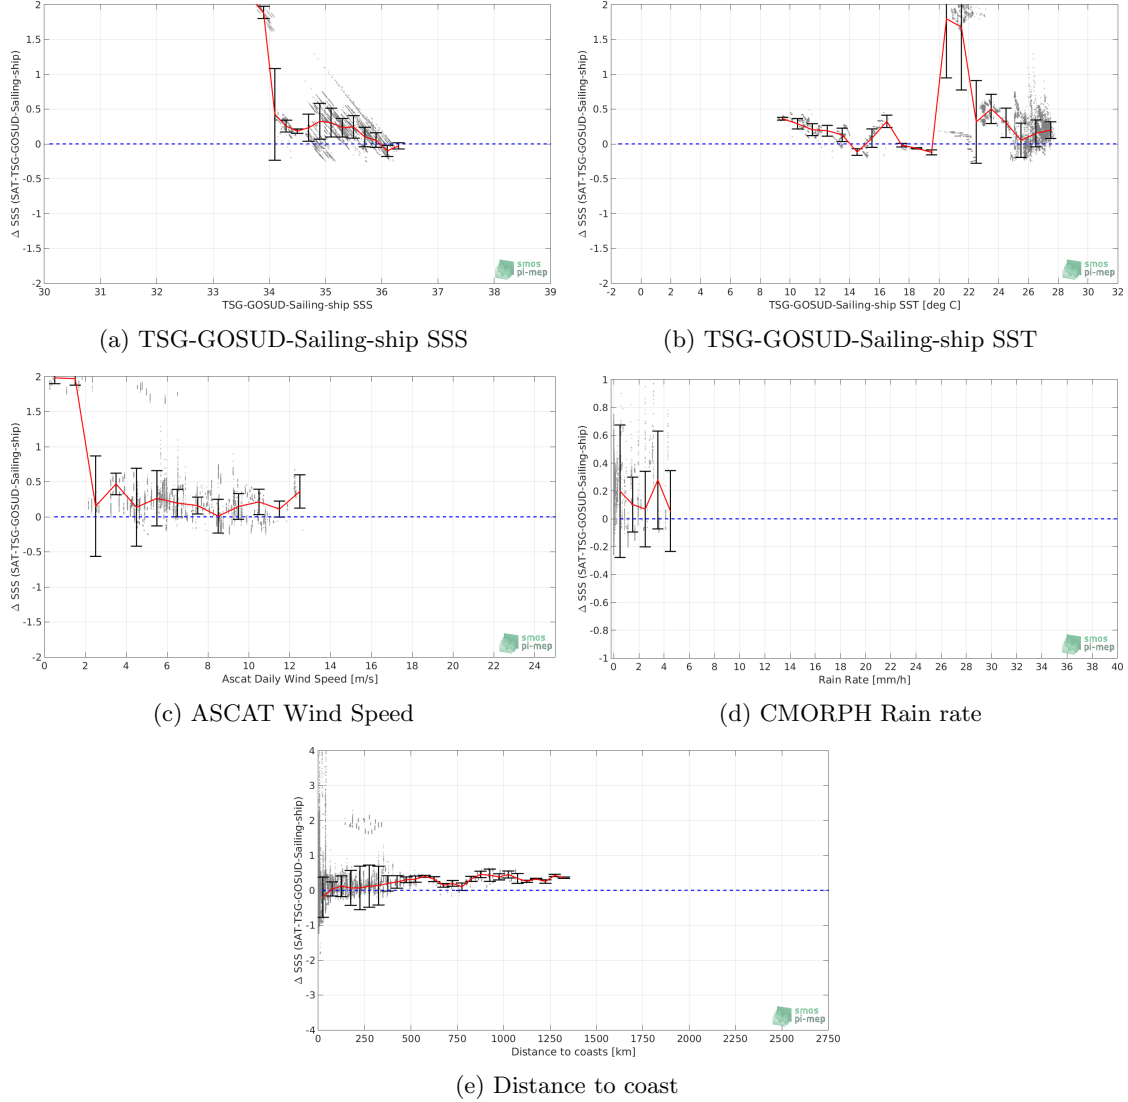 Δ SSS (SAT-TSG-GOSUD-Sailing-ship)
2
1.5
1
0.5
0
-0.5
-1
-1.5
-2
30 31 32 33 34 35 36 37 38 39
TSG-GOSUD-Sailing-ship SSS
smos
pi-mep
(a) TSG-GOSUD-Sailing-ship SSS
Δ SSS (SAT-TSG-GOSUD-Sailing-ship)
2
1.5
1
0.5
0
-0.5
-1
-1.5
-2
-2 0 2 4 6 8 10 12 14 16 18 20 22 24 26 28 30 32
TSG-GOSUD-Sailing-ship SST [deg C]
smos
pi-mep
(b) TSG-GOSUD-Sailing-ship SST
Δ SSS (SAT-TSG-GOSUD-Sailing-ship)
2
1.5
1
0.5
0
-0.5
-1
-1.5
-2
0 2 4 6 8 10 12 14 16 18 20 22 24
Ascat Daily Wind Speed [m/s]
smos
pi-mep
(c) ASCAT Wind Speed
Δ SSS (SAT-TSG-GOSUD-Sailing-ship)
1
0.8
0.6
0.4
0.2
0
-0.2
-0.4
-0.6
-0.8
-1
0 2 4 6 8 10 12 14 16 18 20 22 24 26 28 30 32 34 36 38 40
Rain Rate [mm/h]
smos
pi-mep
(d) CMORPH Rain rate
Δ SSS (SAT-TSG-GOSUD-Sailing-ship)
4
3
2
1
0
-1
-2
-3
-4
0 250 500 750 1000 1250 1500 1750 2000 2250 2500 2750
Distance to coasts [km]
smos
pi-mep
(e) Distance to coast